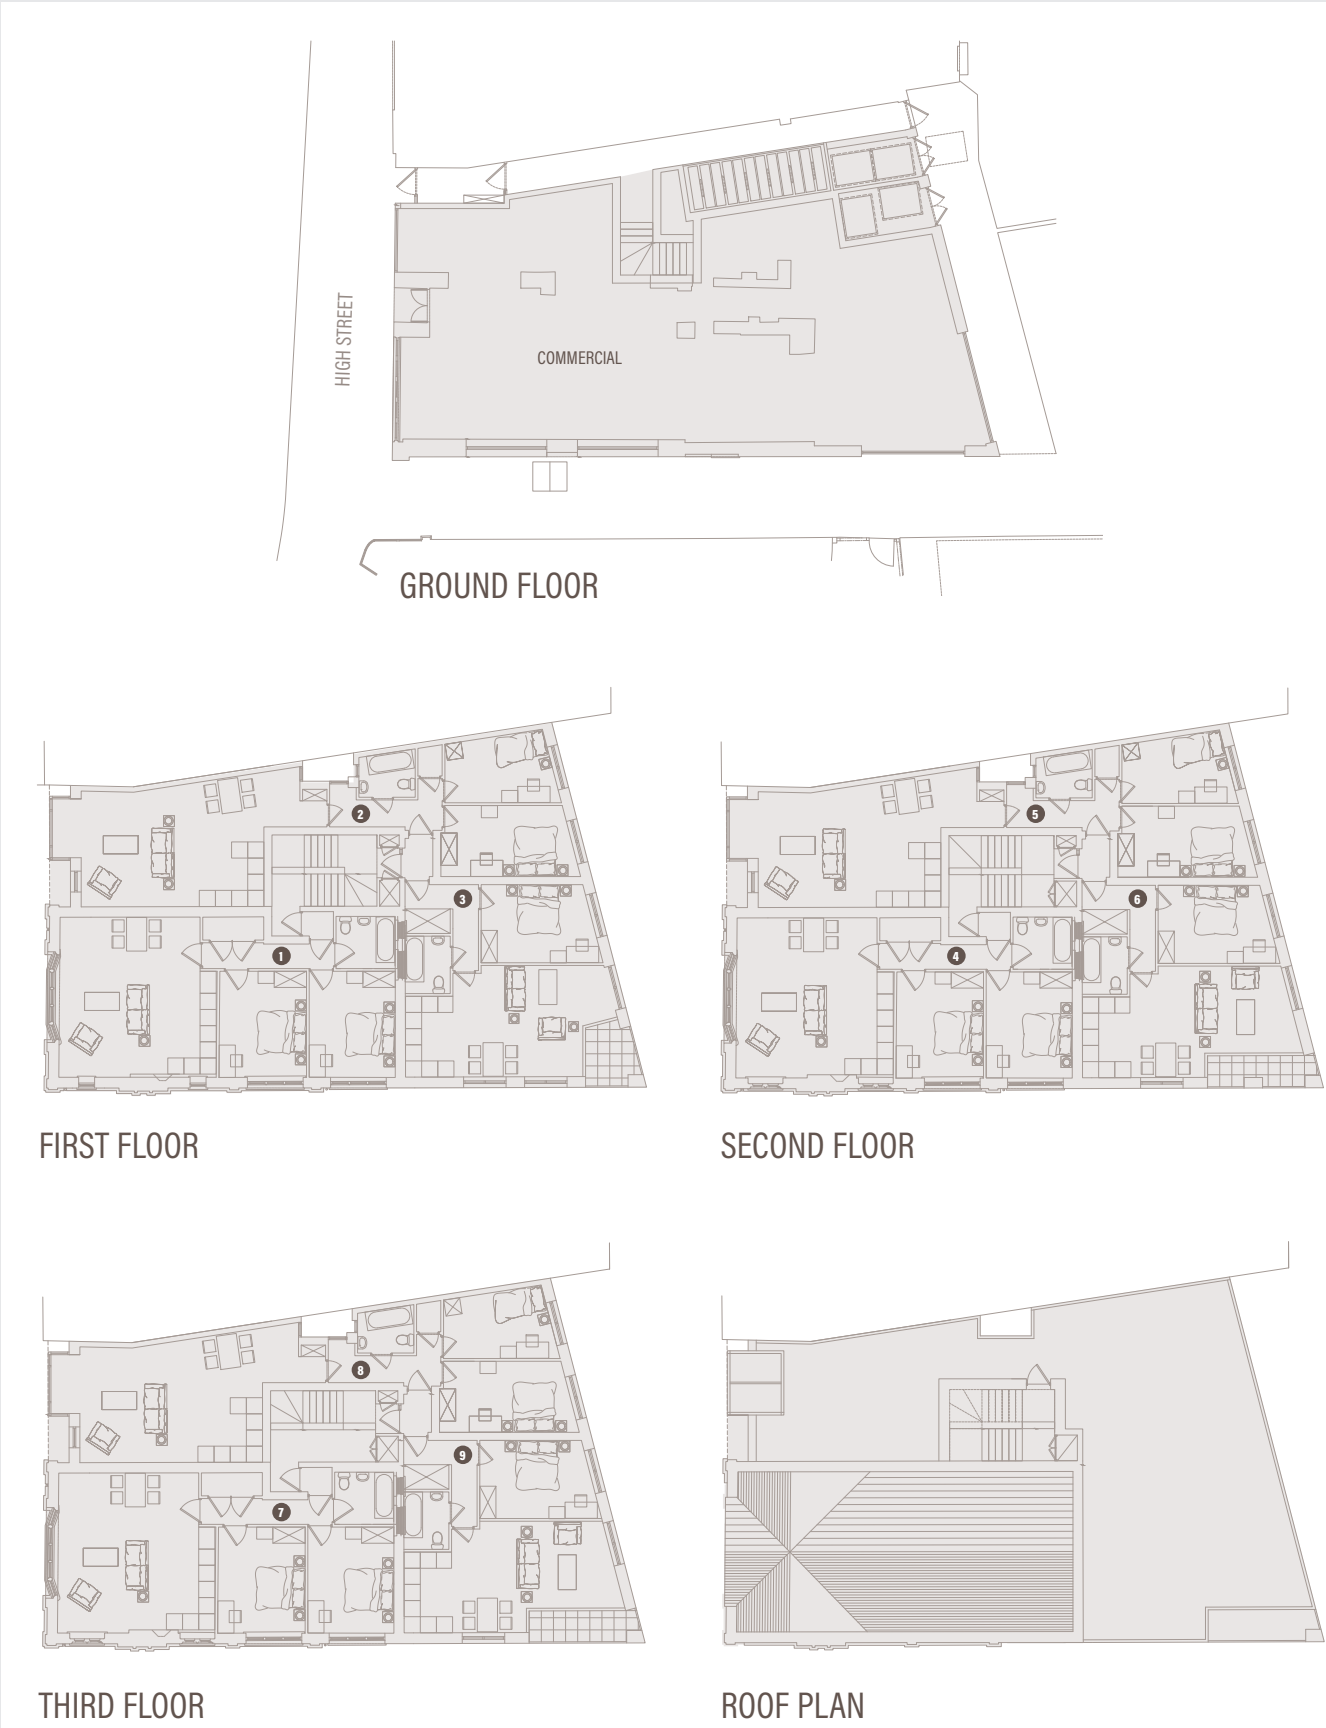 HIGH STREET
COMMERCIAL
GROUND FLOOR
2
3
1
FIRST FLOOR
5
6
4
SECOND FLOOR
8
9
7
THIRD FLOOR
ROOF PLAN